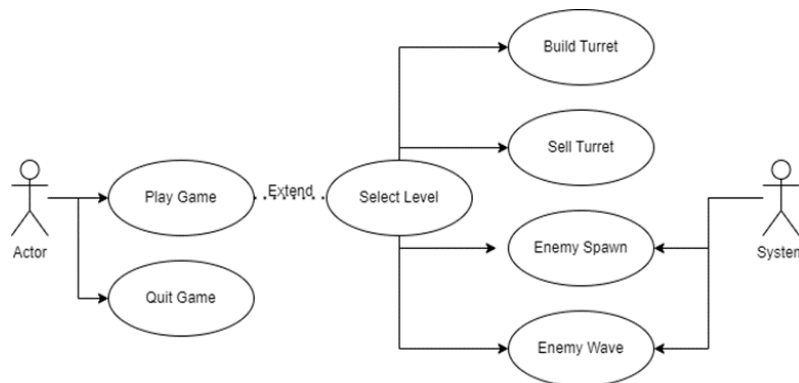 Build Turret
Sell Turret
Play Game
Extend
Select Level
Actor
Enemy Spawn
System
Quit Game
Enemy Wave